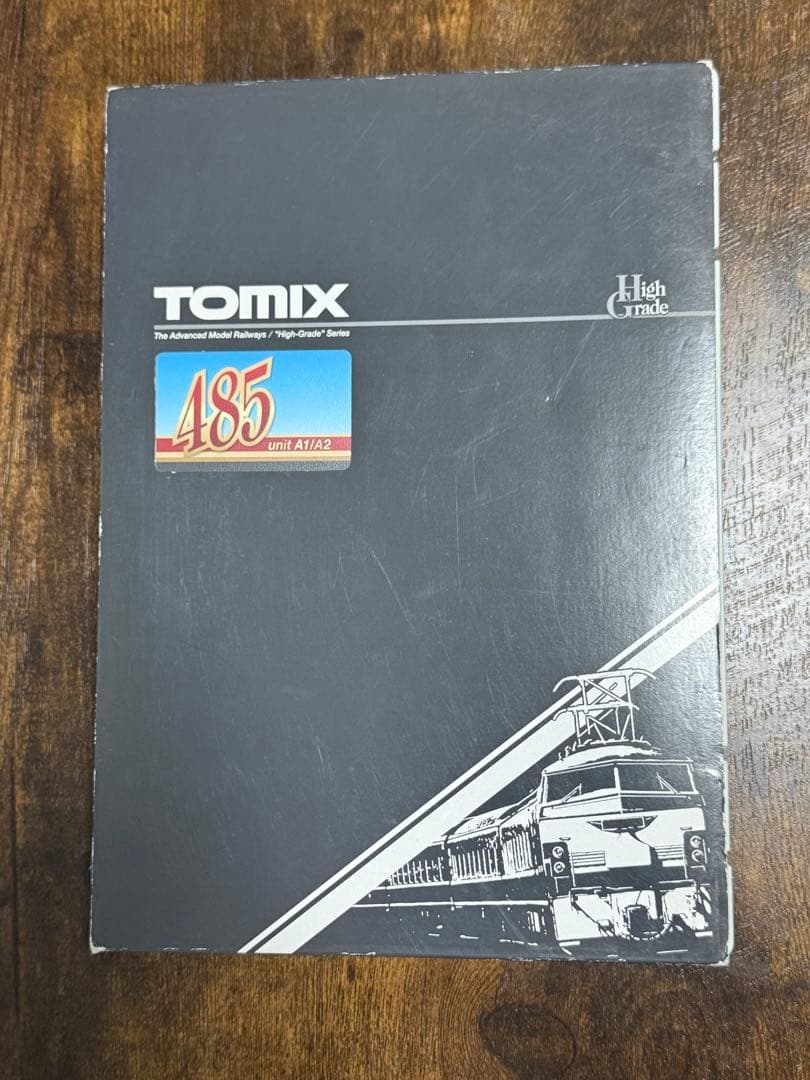 TOMIX
High Grade
The Advanced Model Railways / "High-Grade" Series
485
unit A1/A2